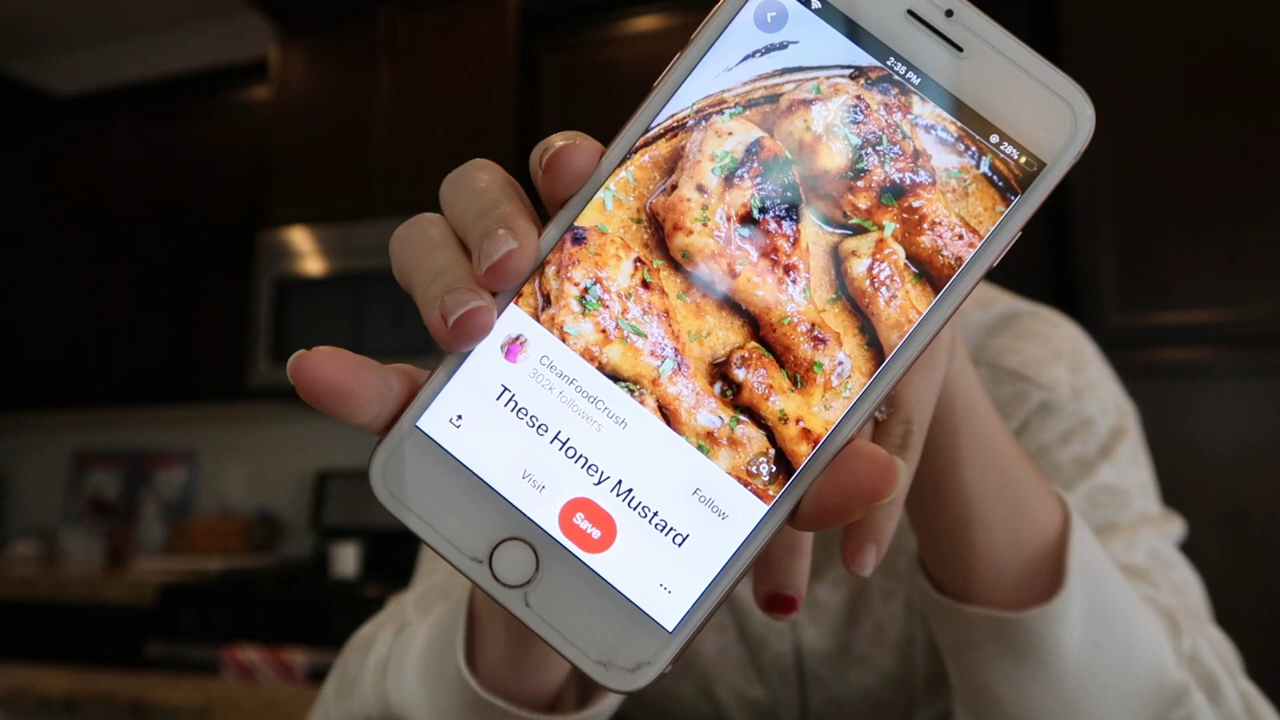 2:35 PM
28%
CleanFoodCrush
302k followers
Follow
These Honey Mustard
Visit
Save